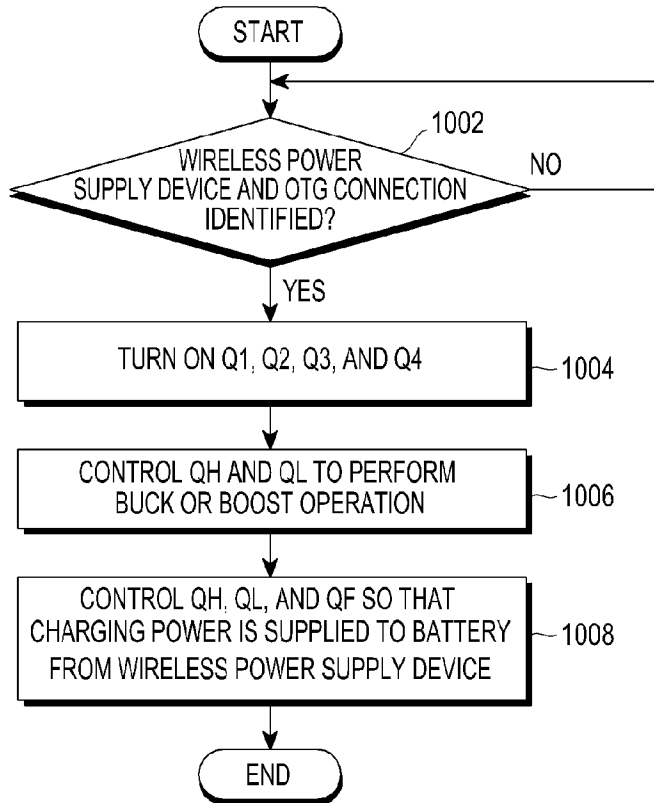 START
1002
WIRELESS POWER
SUPPLY DEVICE AND OTG CONNECTION
IDENTIFIED?
NO
YES
TURN ON Q1, Q2, Q3, AND Q4
1004
CONTROL QH AND QL TO PERFORM
BUCK OR BOOST OPERATION
1006
CONTROL QH, QL, AND QF SO THAT
CHARGING POWER IS SUPPLIED TO BATTERY
FROM WIRELESS POWER SUPPLY DEVICE
1008
END